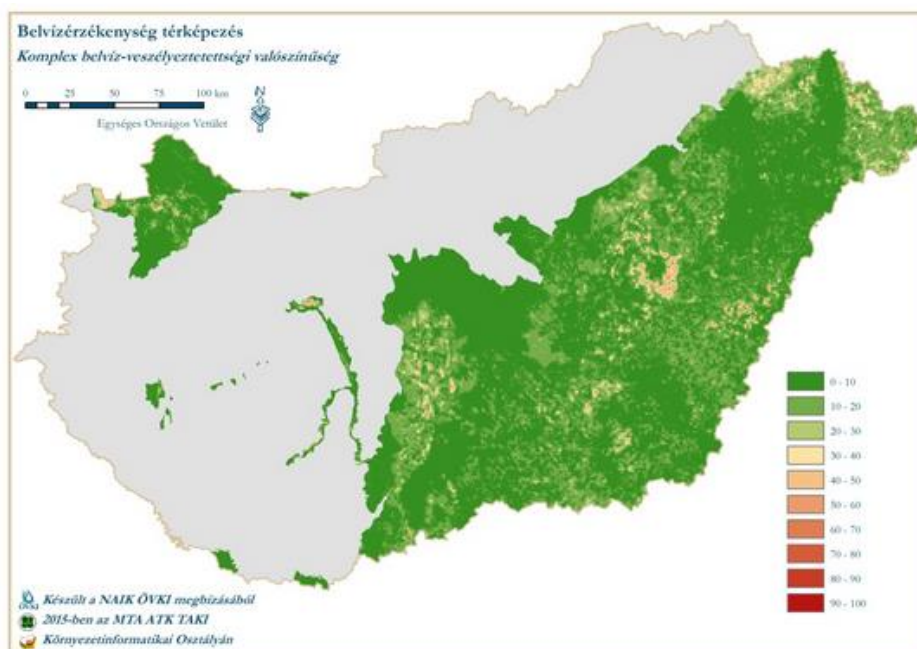 Belvízérzékenység térképezés
Komplex belvíz-veszélyeztetettségi valószínűség
0 25 50 75 100 km
N
Egységes Országos Vetület
0 - 10
10 - 20
20 - 30
30 - 40
40 - 50
50 - 60
60 - 70
70 - 80
80 - 90
90 - 100
Készült a NAIK ÖVKI megbízásából
ÖVKI
2015-ben az MTA ATK TAKI
Környezetinformatikai Osztályán